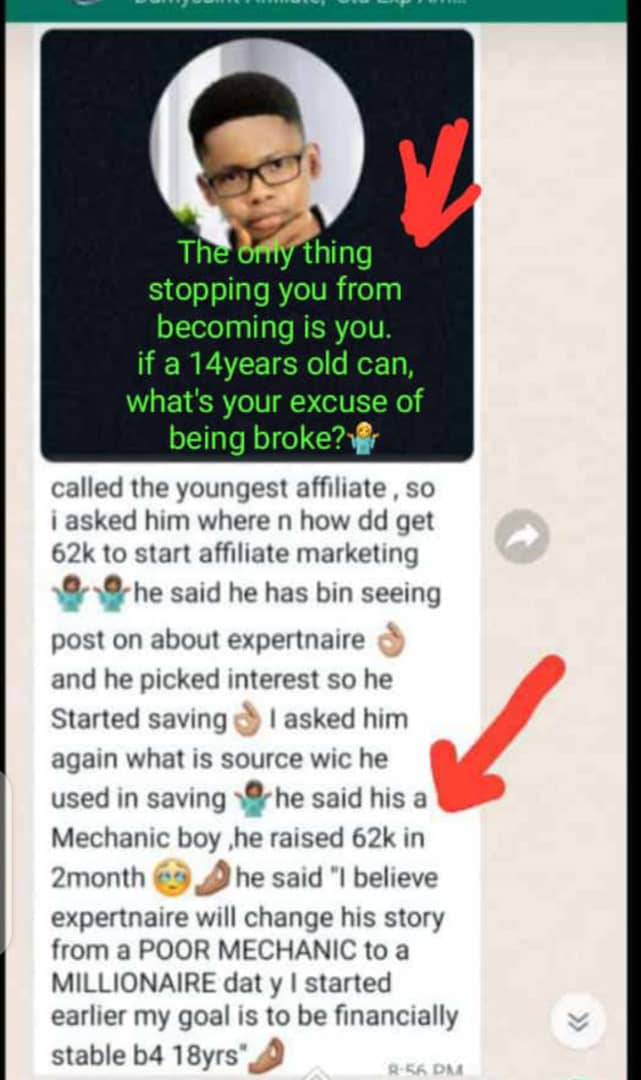 The only thing
stopping you from
becoming is you.
if a 14years old can,
what's your excuse of
being broke?🤷
called the youngest affiliate , so
i asked him where n how dd get
62k to start affiliate marketing
🤷🏽‍♀️🤷🏽‍♀️ he said he has bin seeing
post on about expertnaire 👌🏽
and he picked interest so he
Started saving 👌🏽 I asked him
again what is source wic he
used in saving 🤷🏽‍♀️ he said his a
Mechanic boy ,he raised 62k in
2month 🥹🤌🏽 he said "I believe
expertnaire will change his story
from a POOR MECHANIC to a
MILLIONAIRE dat y I started
earlier my goal is to be financially
stable b4 18yrs"🤌🏽
8:56 PM